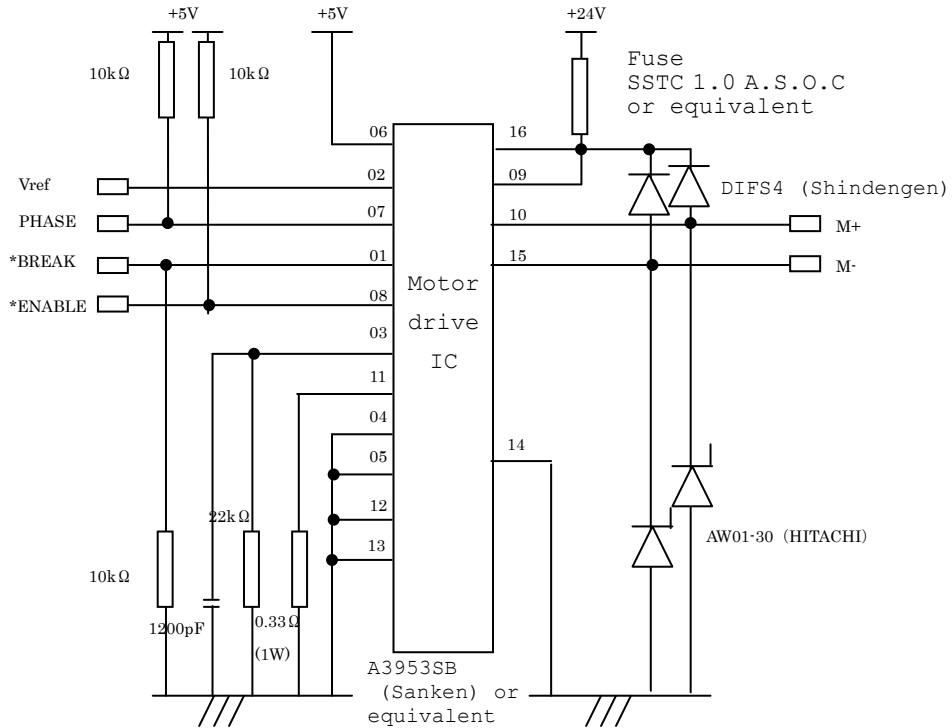 +5V
+5V
+24V
10kΩ
10kΩ
Fuse
SSTC 1.0 A.S.O.C
or equivalent
06
16
02
09
Vref
DIFS4 (Shindengen)
PHASE
07
10
M+
*BREAK
01
15
M-
*ENABLE
08
Motor
drive
IC
03
11
04
05
14
12
22kΩ
13
AW01-30 (HITACHI)
10kΩ
1200pF
0.33Ω
(1W)
A3953SB
(Sanken) or
equivalent